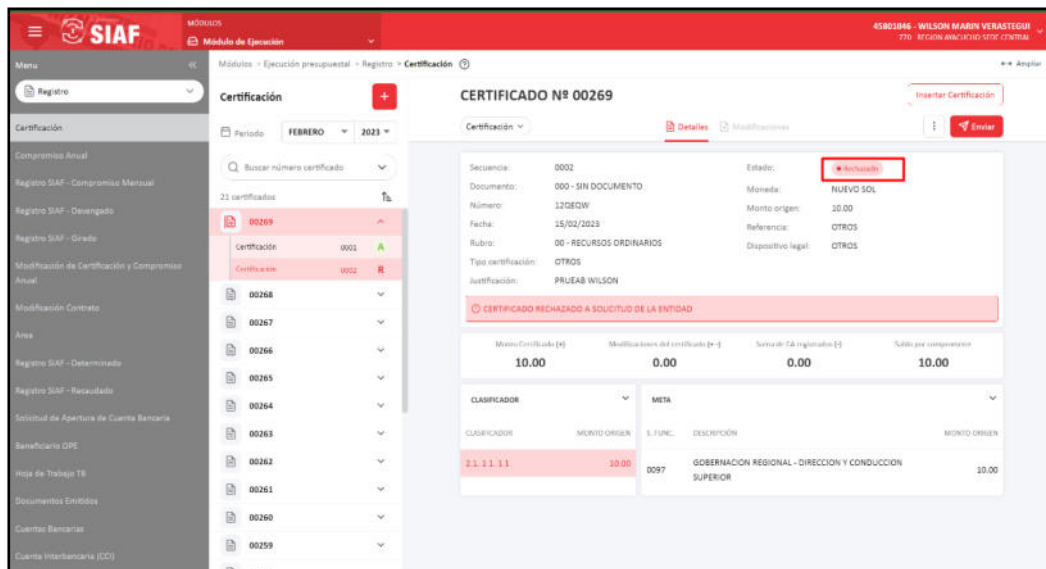 SIAF
MÓDULOS
Módulo de Ejecución
45801046 - WILSON MARIN VERASTEGUI
770 REGION AYACUCHO-SEDE CENTRAL
Menu
Registro
Certificación
Compromiso Anual
Registro SIAF - Compromiso Mensual
Registro SIAF - Devengado
Registro SIAF - Girado
Modificación de Certificación y Compromiso
Anual
Modificación Contrato
Area
Registro SIAF - Determinado
Registro SIAF - Recaudado
Solicitud de Apertura de Cuenta Bancaria
Beneficiario OPE
Hoja de Trabajo TB
Documentos Emitidos
Cuentas Bancarias
Cuenta Interbancaria (CCI)
Módulos > Ejecución presupuestal > Registro > Certificación
Ampliar
Certificación
Periodo FEBRERO 2023
Buscar número certificado
21 certificados
00269
Certificación 0001 A
Certificación 0002 R
00268
00267
00266
00265
00264
00263
00262
00261
00260
00259
CERTIFICADO Nº 00269
Insertar Certificación
Certificación
Detalles
Modificaciones
Enviar
Secuencia: 0002
Documento: 000 - SIN DOCUMENTO
Número: 12QEQW
Fecha: 15/02/2023
Rubro: 00 - RECURSOS ORDINARIOS
Tipo certificación: OTROS
Justificación: PRUEAB WILSON
Estado: Rechazado
Moneda: NUEVO SOL
Monto origen: 10.00
Referencia: OTROS
Dispositivo legal: OTROS
CERTIFICADO RECHAZADO A SOLICITUD DE LA ENTIDAD
Monto Certificado (+) Modificaciones del certificado (+-) Suma de CA registrados (-) Saldo por comprometer
10.00 0.00 0.00 10.00
CLASIFICADOR
META
CLASIFICADOR MONTO ORIGEN
S. FUNC. DESCRIPCIÓN MONTO ORIGEN
2.1. 1 1. 1 1 10.00
0097 GOBERNACION REGIONAL - DIRECCION Y CONDUCCION
SUPERIOR 10.00